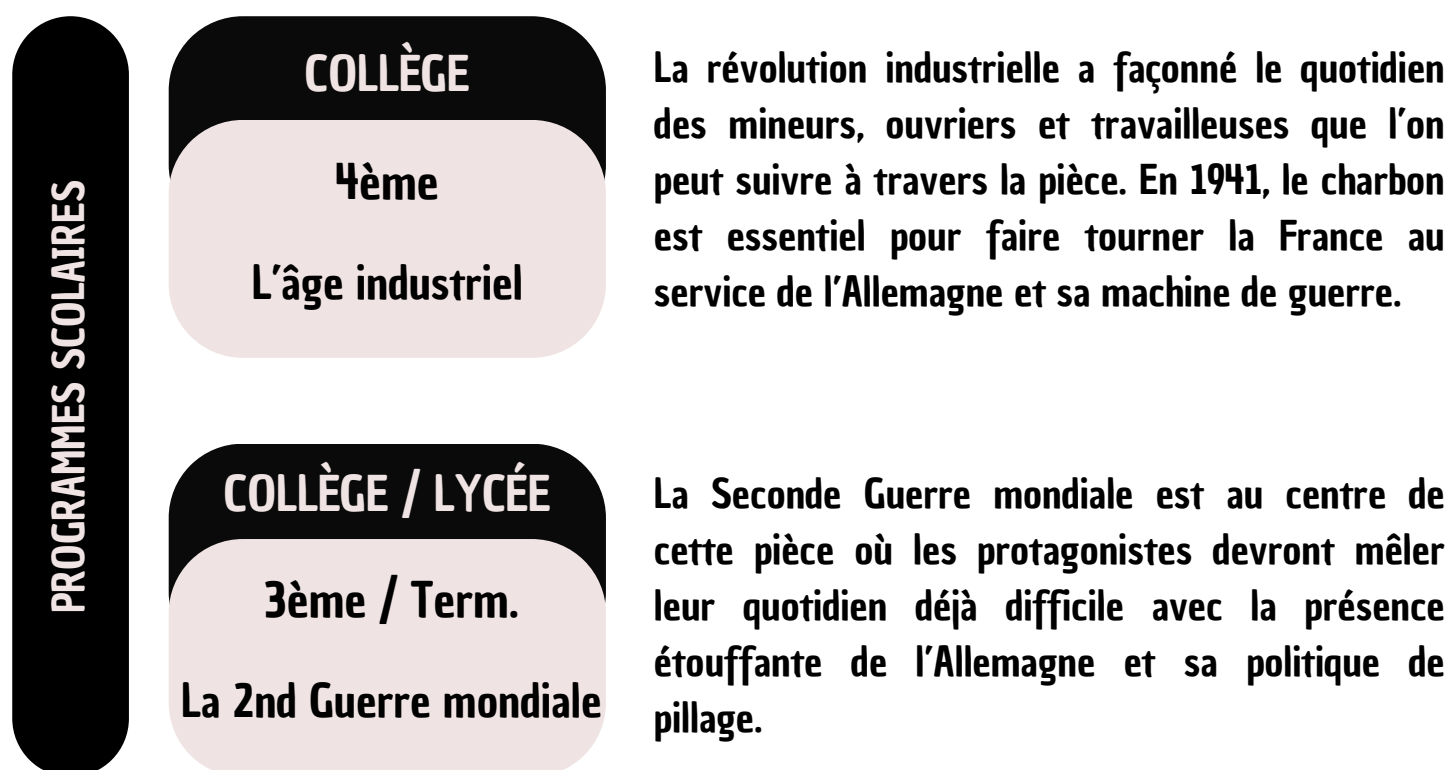 PROGRAMMES SCOLAIRES
COLLÈGE
4ème
L'âge industriel
La révolution industrielle a façonné le quotidien
des mineurs, ouvriers et travailleuses que l'on
peut suivre à travers la pièce. En 1941, le charbon
est essentiel pour faire tourner la France au
service de l'Allemagne et sa machine de guerre.
COLLÈGE / LYCÉE
3ème / Term.
La 2nd Guerre mondiale
La Seconde Guerre mondiale est au centre de
cette pièce où les protagonistes devront mêler
leur quotidien déjà difficile avec la présence
étouffante de l'Allemagne et sa politique de
pillage.